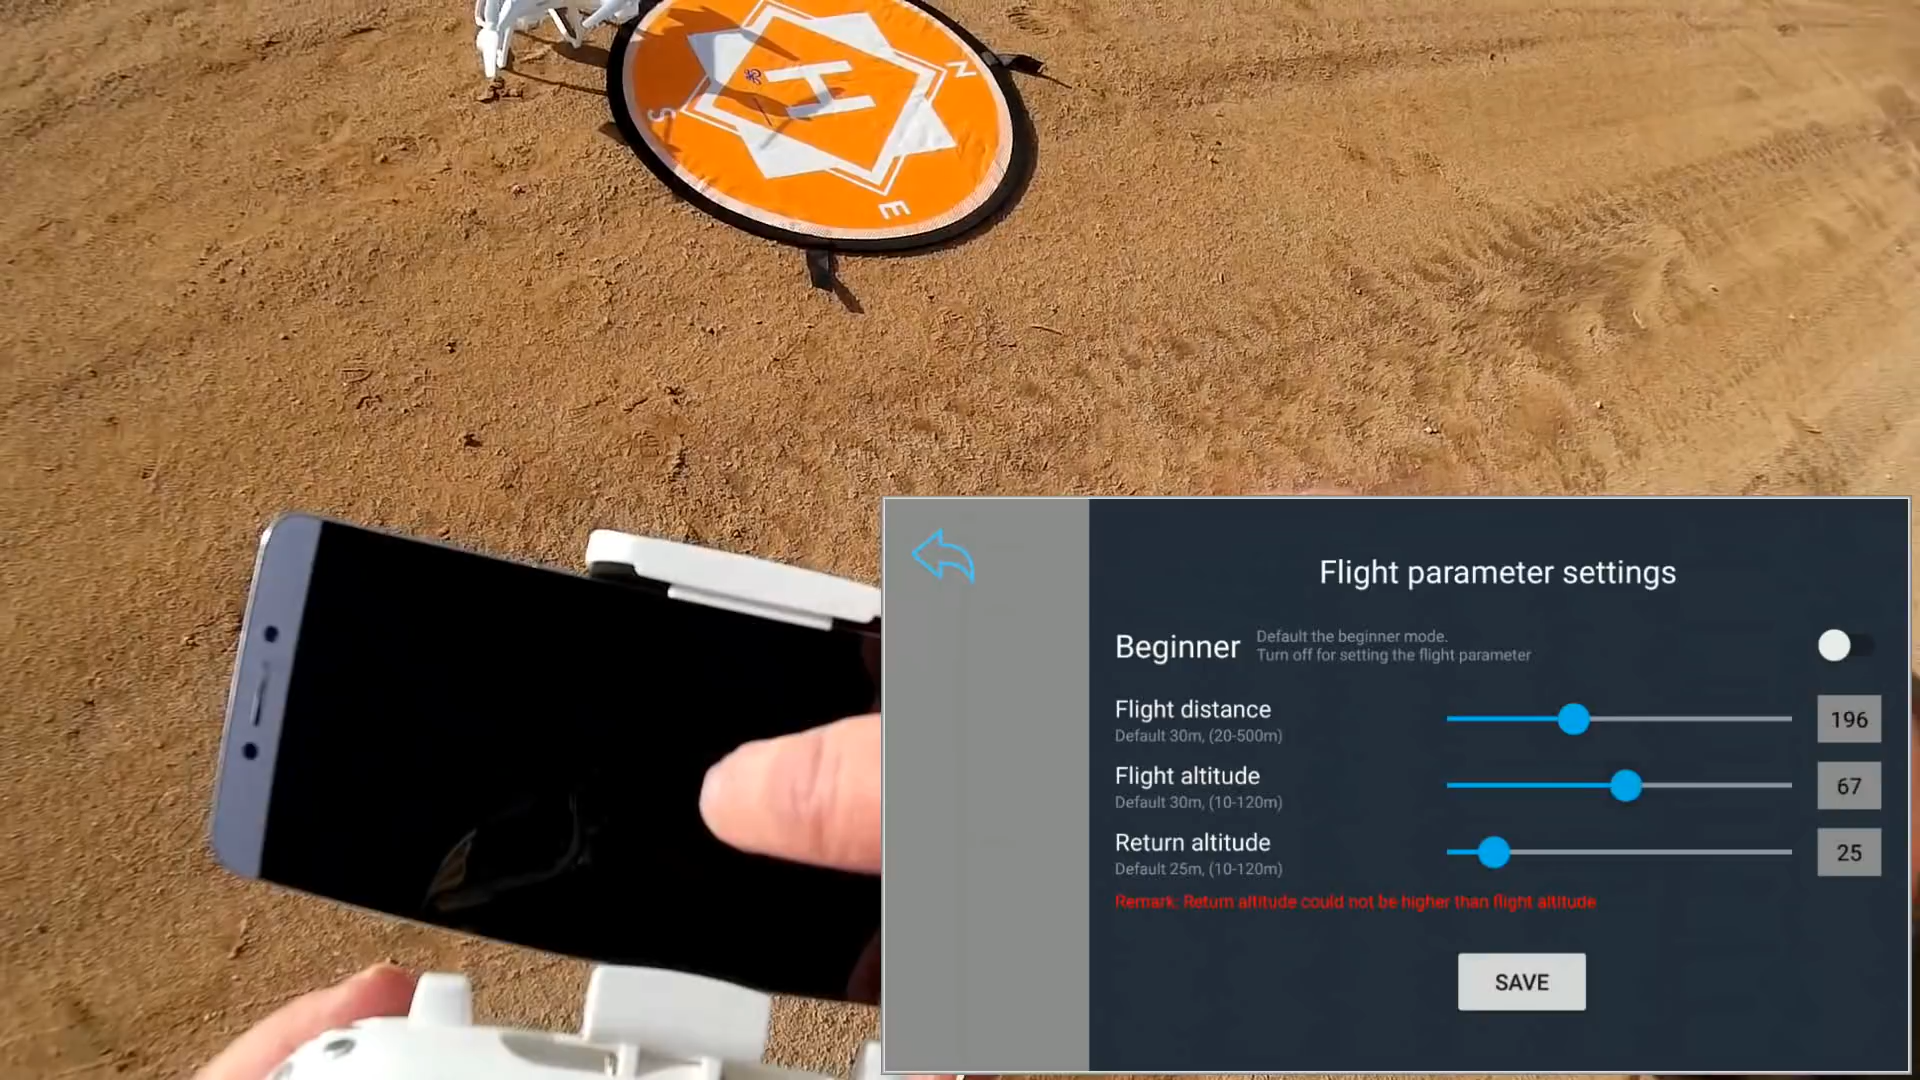 N
H
S
E
Flight parameter settings
Beginner
Default the beginner mode.
Turn off for setting the flight parameter
Flight distance
Default 30m, (20-500m)
196
Flight altitude
Default 30m, (10-120m)
67
Return altitude
Default 25m, (10-120m)
25
Remark: Return altitude could not be higher than flight altitude
SAVE